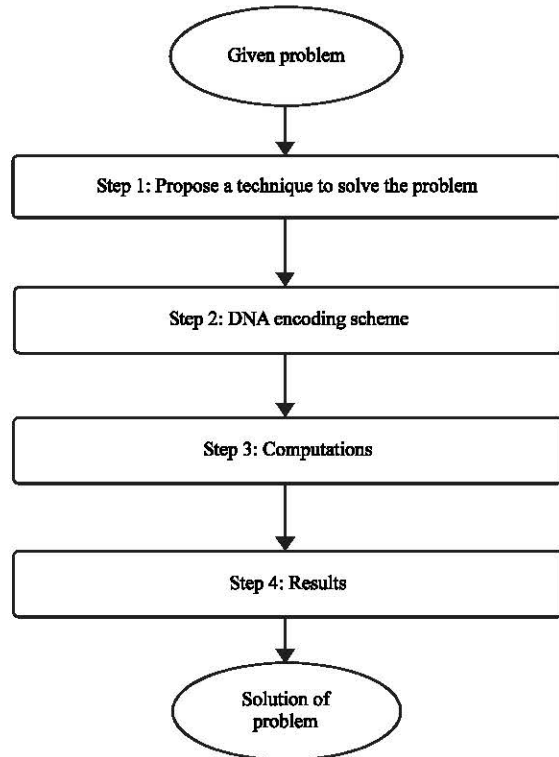 Given problem
Step 1: Propose a technique to solve the problem
Step 2: DNA encoding scheme
Step 3: Computations
Step 4: Results
Solution of
problem